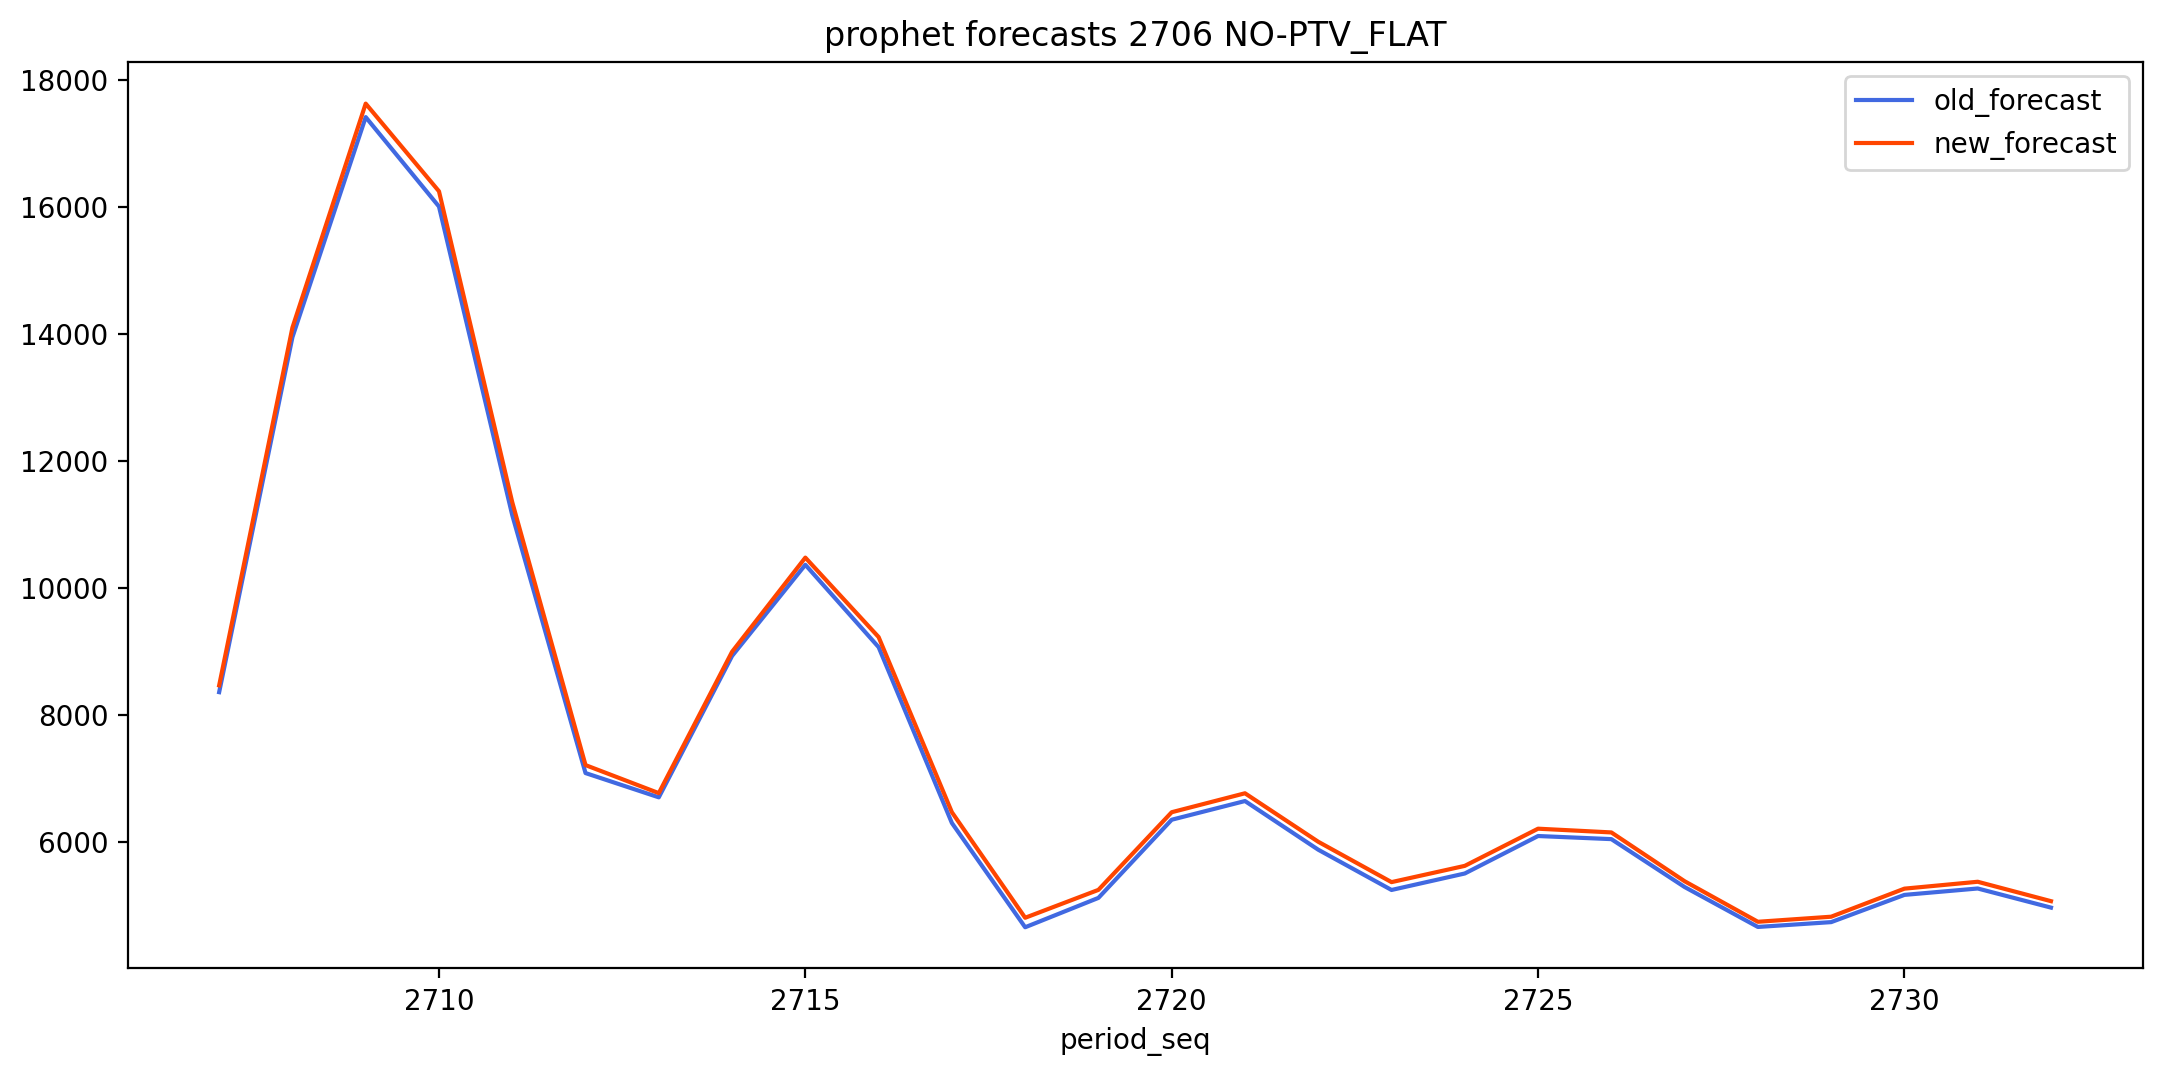 prophet forecasts 2706 NO-PTV_FLAT
old_forecast
new_forecast
18000
16000
14000
12000
10000
8000
6000
2710 2715 2720 2725 2730
period_seq